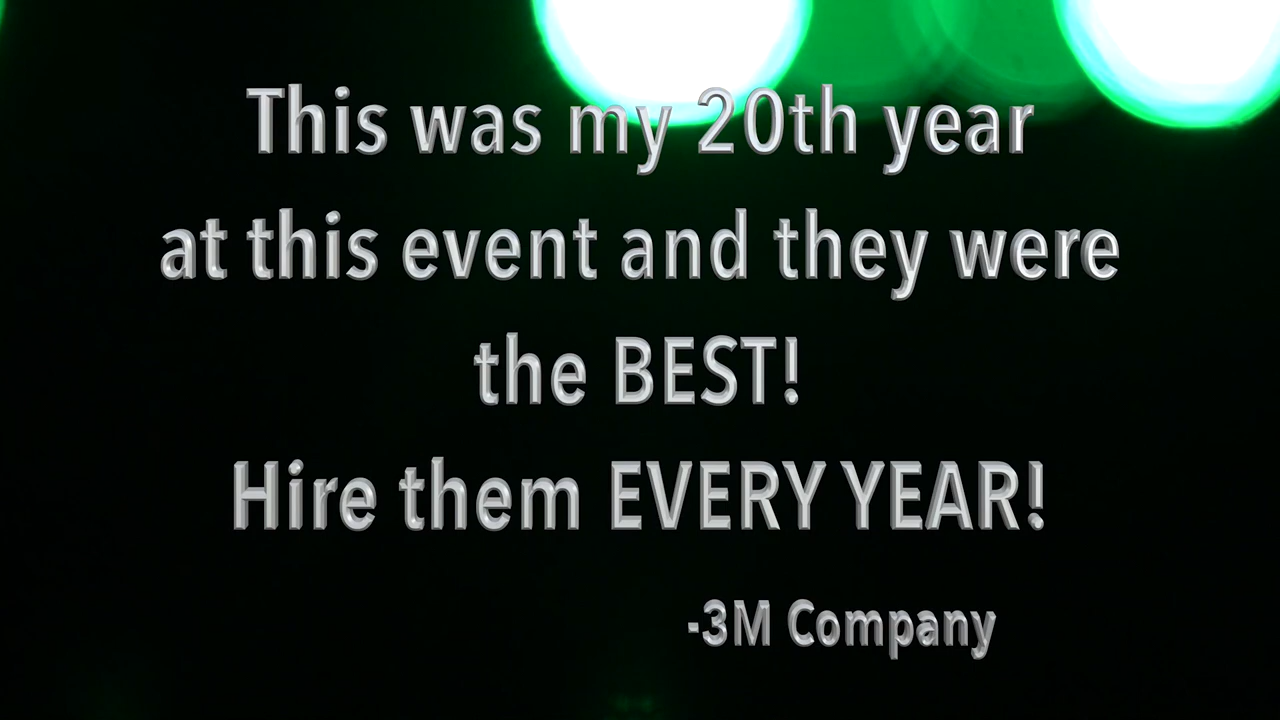 This was my 20th year
at this event and they were
the BEST!
Hire them EVERY YEAR!
-3M Company